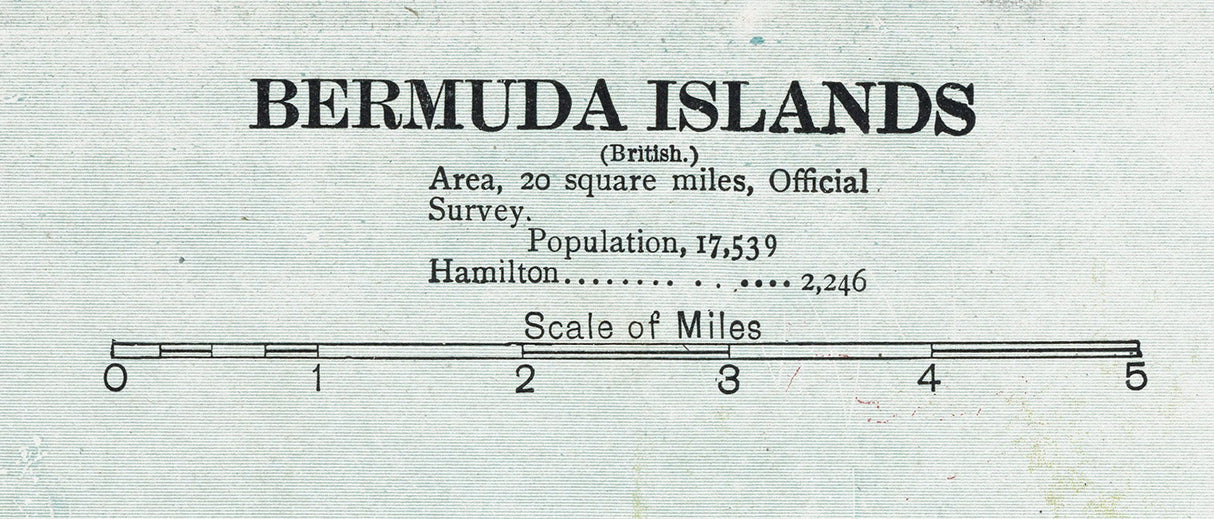 BERMUDA ISLANDS
(British.)
Area, 20 square miles, Official
Survey.
Population, 17,539
Hamilton........ . . .•••• 2,246
Scale of Miles
0 1 2 3 4 5